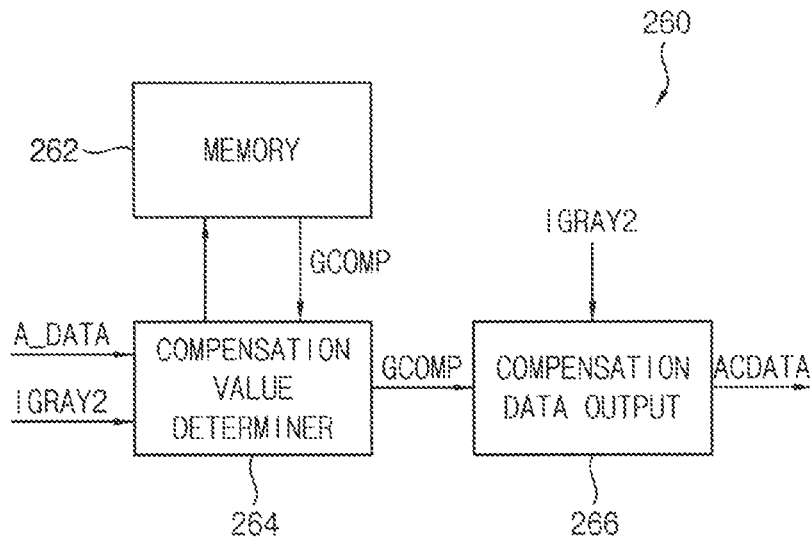 260
262
MEMORY
IGRAY2
GCOMP
A_DATA
IGRAY2
COMPENSATION
VALUE
DETERMINER
GCOMP
COMPENSATION
DATA OUTPUT
ACDATA
264
266